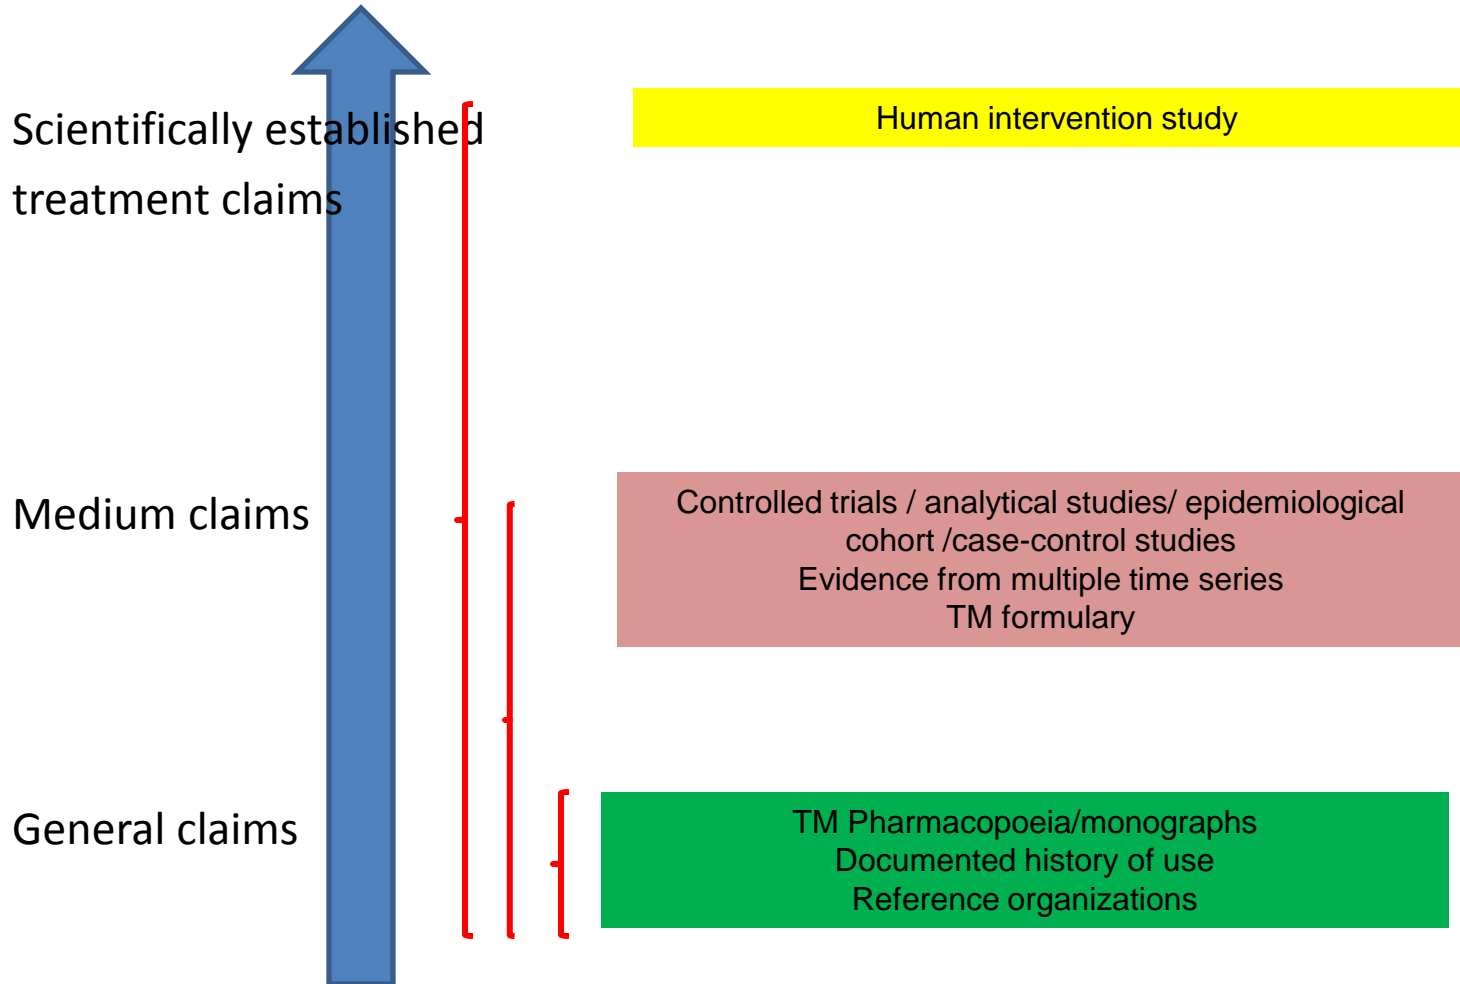 Scientifically established
treatment claims
Human intervention study
Medium claims
Controlled trials / analytical studies/ epidemiological
cohort /case-control studies
Evidence from multiple time series
TM formulary
General claims
TM Pharmacopoeia/monographs
Documented history of use
Reference organizations